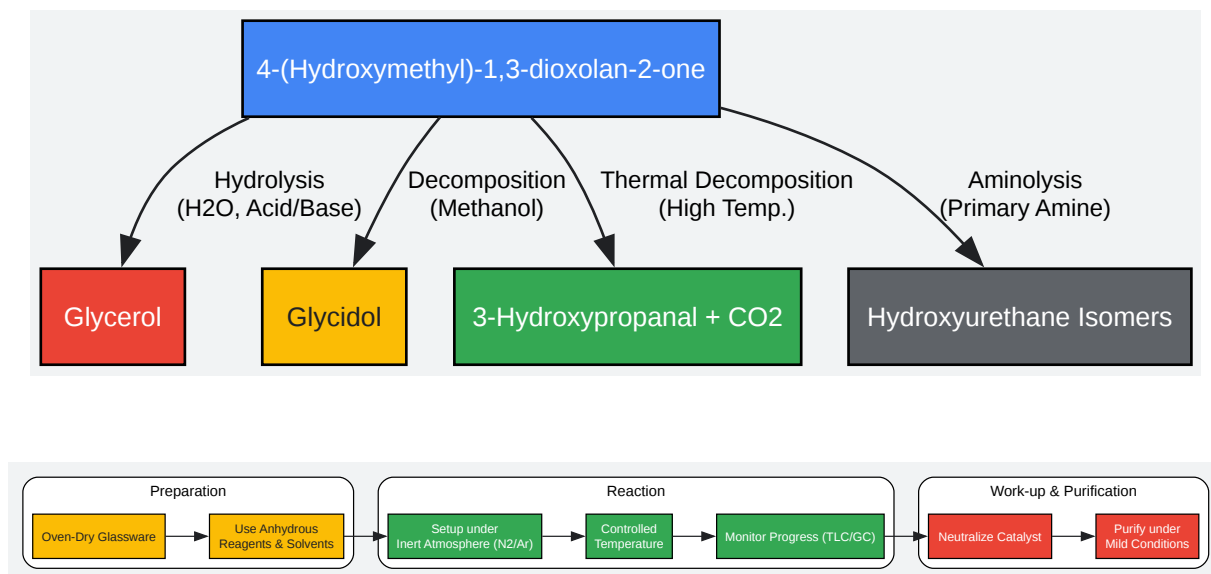 4-(Hydroxymethyl)-1,3-dioxolan-2-one
Hydrolysis
(H2O, Acid/Base)
Decomposition
(Methanol)
Thermal Decomposition
(High Temp.)
Aminolysis
(Primary Amine)
Glycerol
Glycidol
3-Hydroxypropanal + CO2
Hydroxyurethane Isomers
Preparation
Oven-Dry Glassware
Use Anhydrous
Reagents & Solvents
Reaction
Setup under
Inert Atmosphere (N2/Ar)
Controlled
Temperature
Monitor Progress (TLC/GC)
Work-up & Purification
Neutralize Catalyst
Purify under
Mild Conditions